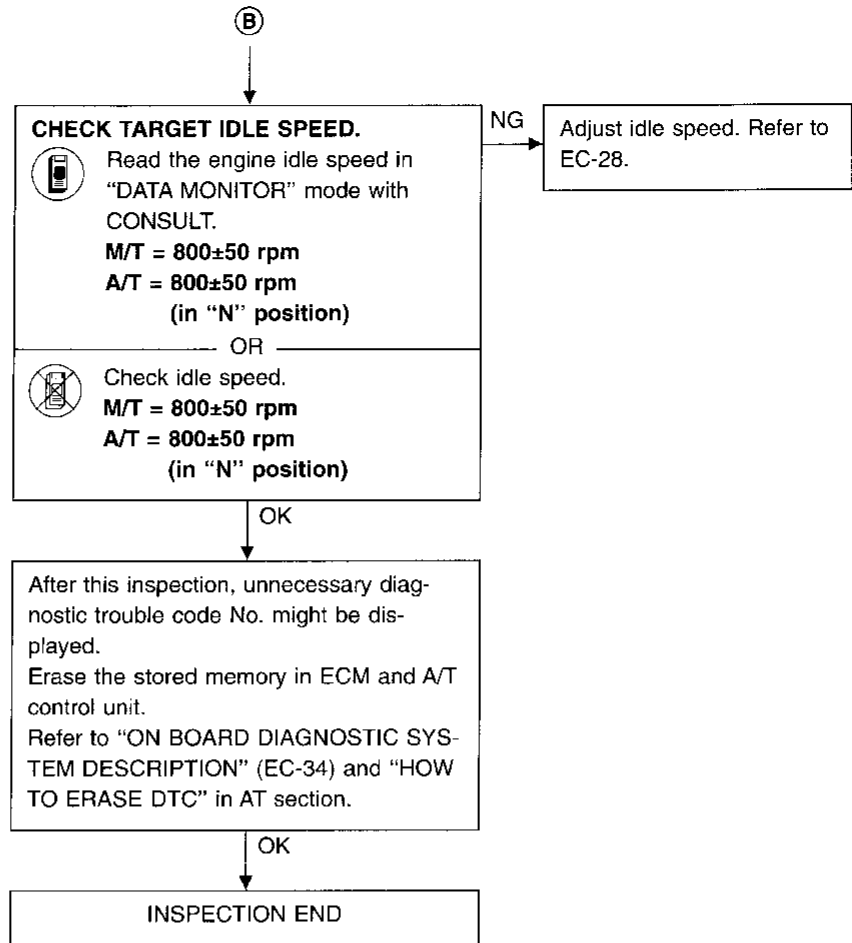 B
CHECK TARGET IDLE SPEED.
Read the engine idle speed in
“DATA MONITOR” mode with
CONSULT.
M/T = 800±50 rpm
A/T = 800±50 rpm
(in “N” position)
OR
Check idle speed.
M/T = 800±50 rpm
A/T = 800±50 rpm
(in “N” position)
NG
Adjust idle speed. Refer to
EC-28.
OK
After this inspection, unnecessary diag-
nostic trouble code No. might be dis-
played.
Erase the stored memory in ECM and A/T
control unit.
Refer to “ON BOARD DIAGNOSTIC SYS-
TEM DESCRIPTION” (EC-34) and “HOW
TO ERASE DTC” in AT section.
OK
INSPECTION END